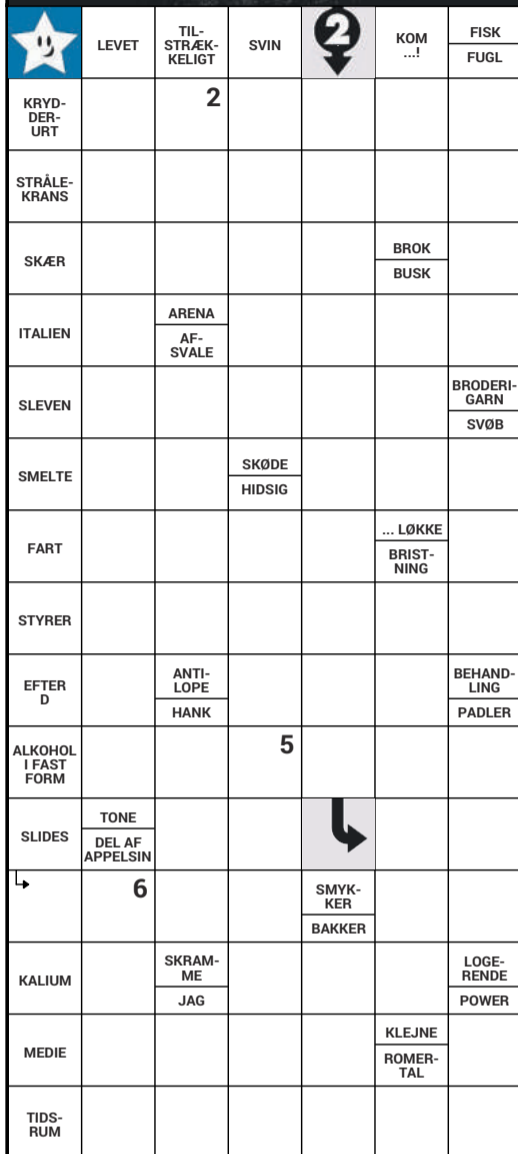 LEVET
TIL-
STRÆK-
KELIGT
SVIN
2
KOM
...!
FISK
FUGL
KRYD-
DER-
URT
2
STRÅLE-
KRANS
SKÆR
BROK
BUSK
ITALIEN
ARENA
AF-
SVALE
SLEVEN
BRODERI-
GARN
SVØB
SMELTE
SKØDE
HIDSIG
FART
... LØKKE
BRIST-
NING
STYRER
EFTER
D
ANTI-
LOPE
HANK
BEHAND-
LING
PADLER
ALKOHOL
I FAST
FORM
5
SLIDES
TONE
DEL AF
APPELSIN
6
SMYK-
KER
BAKKER
KALIUM
SKRAM-
ME
JAG
LOGE-
RENDE
POWER
MEDIE
KLEJNE
ROMER-
TAL
TIDS-
RUM